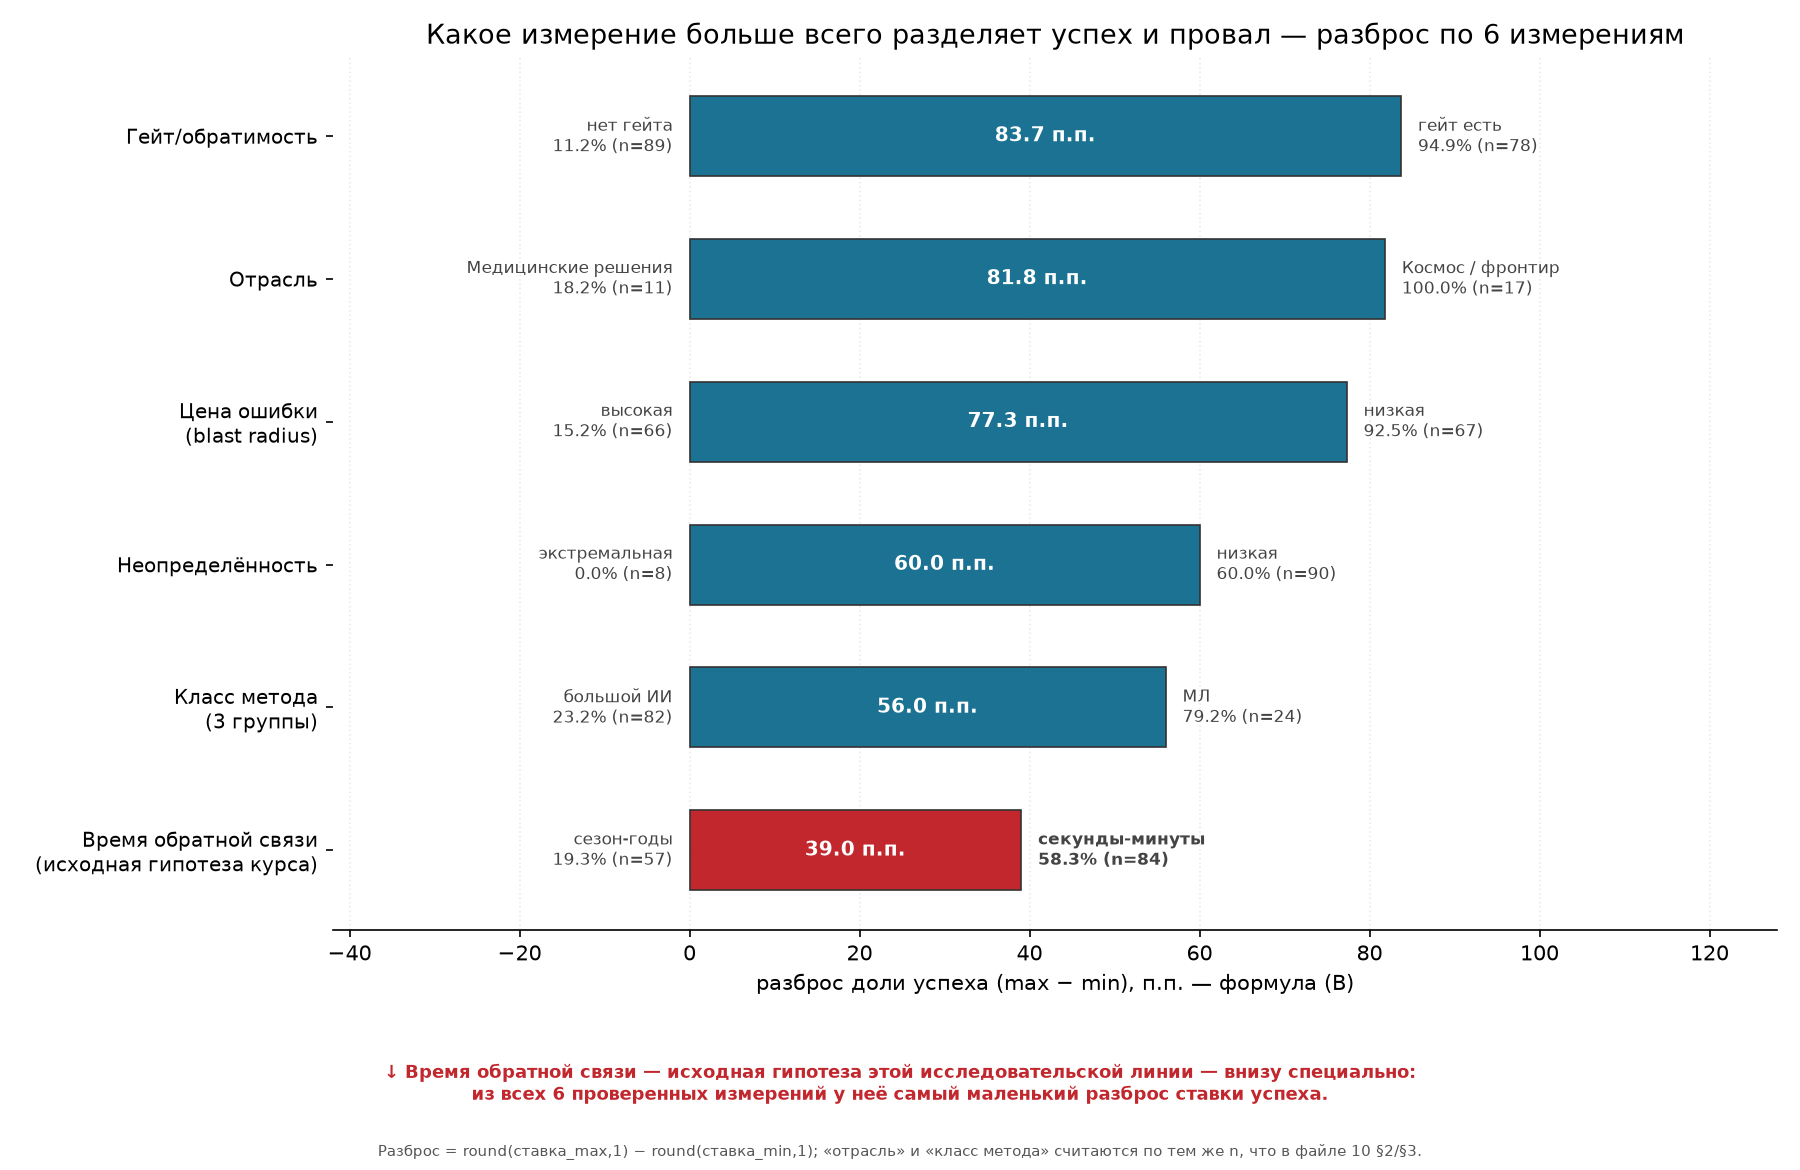 Какое измерение больше всего разделяет успех и провал — разброс по 6 измерениям
Гейт/обратимость
нет гейта
11.2% (n=89)
83.7 п.п.
гейт есть
94.9% (n=78)
Отрасль
Медицинские решения
18.2% (n=11)
81.8 п.п.
Космос / фронтир
100.0% (n=17)
Цена ошибки
(blast radius)
высокая
15.2% (n=66)
77.3 п.п.
низкая
92.5% (n=67)
Неопределённость
экстремальная
0.0% (n=8)
60.0 п.п.
низкая
60.0% (n=90)
Класс метода
(3 группы)
большой ИИ
23.2% (n=82)
56.0 п.п.
МЛ
79.2% (n=24)
Время обратной связи
(исходная гипотеза курса)
сезон-годы
19.3% (n=57)
39.0 п.п.
секунды-минуты
58.3% (n=84)
−40 −20 0 20 40 60 80 100 120
разброс доли успеха (max − min), п.п. — формула (B)
↓ Время обратной связи — исходная гипотеза этой исследовательской линии — внизу специально:
из всех 6 проверенных измерений у неё самый маленький разброс ставки успеха.
Разброс = round(ставка_max,1) − round(ставка_min,1); «отрасль» и «класс метода» считаются по тем же n, что в файле 10 §2/§3.